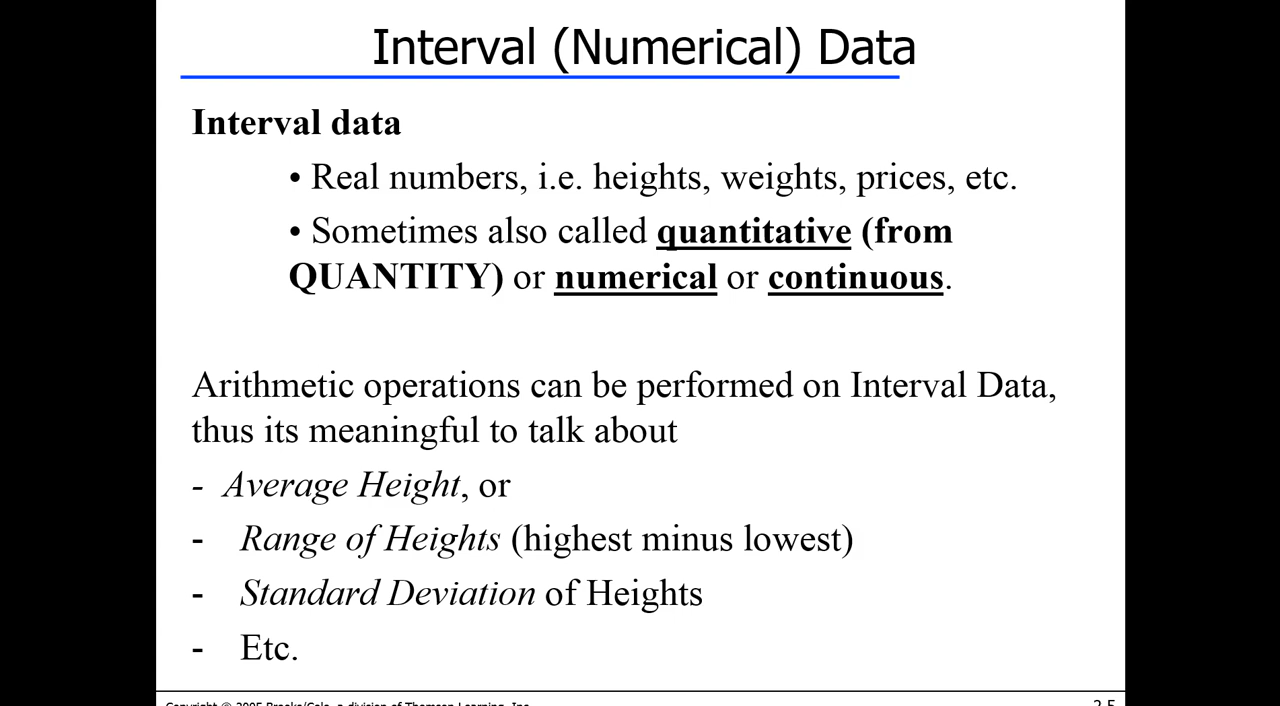 Interval (Numerical) Data
Interval data
• Real numbers, i.e. heights, weights, prices, etc.
• Sometimes also called quantitative (from
QUANTITY) or numerical or continuous.
Arithmetic operations can be performed on Interval Data,
thus its meaningful to talk about
- Average Height, or
- Range of Heights (highest minus lowest)
- Standard Deviation of Heights
- Etc.
Copyright © 2005 Brooks/Cole, a division of Thomson Learning, Inc.
2.5